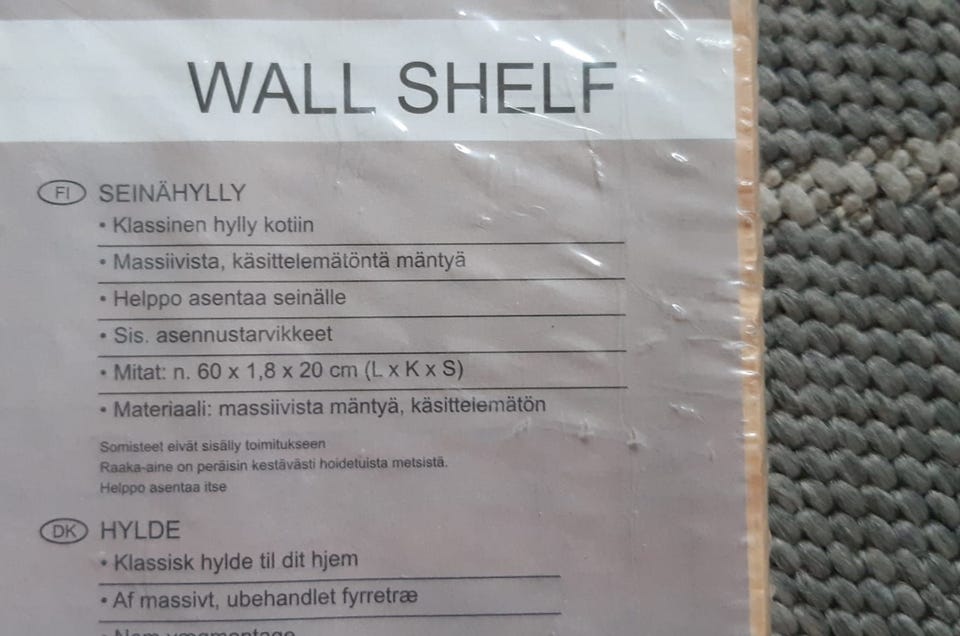 WALL SHELF
FI SEINÄHYLLY
• Klassinen hylly kotiin
• Massiivista, käsittelemätöntä mäntyä
• Helppo asentaa seinälle
• Sis. asennustarvikkeet
• Mitat: n. 60 x 1,8 x 20 cm (L x K x S)
• Materiaali: massiivista mäntyä, käsittelemätön
Somisteet eivät sisälly toimitukseen
Raaka-aine on peräisin kestävästi hoidetuista metsistä.
Helppo asentaa itse
DK HYLDE
• Klassisk hylde til dit hjem
• Af massivt, ubehandlet fyrretræ